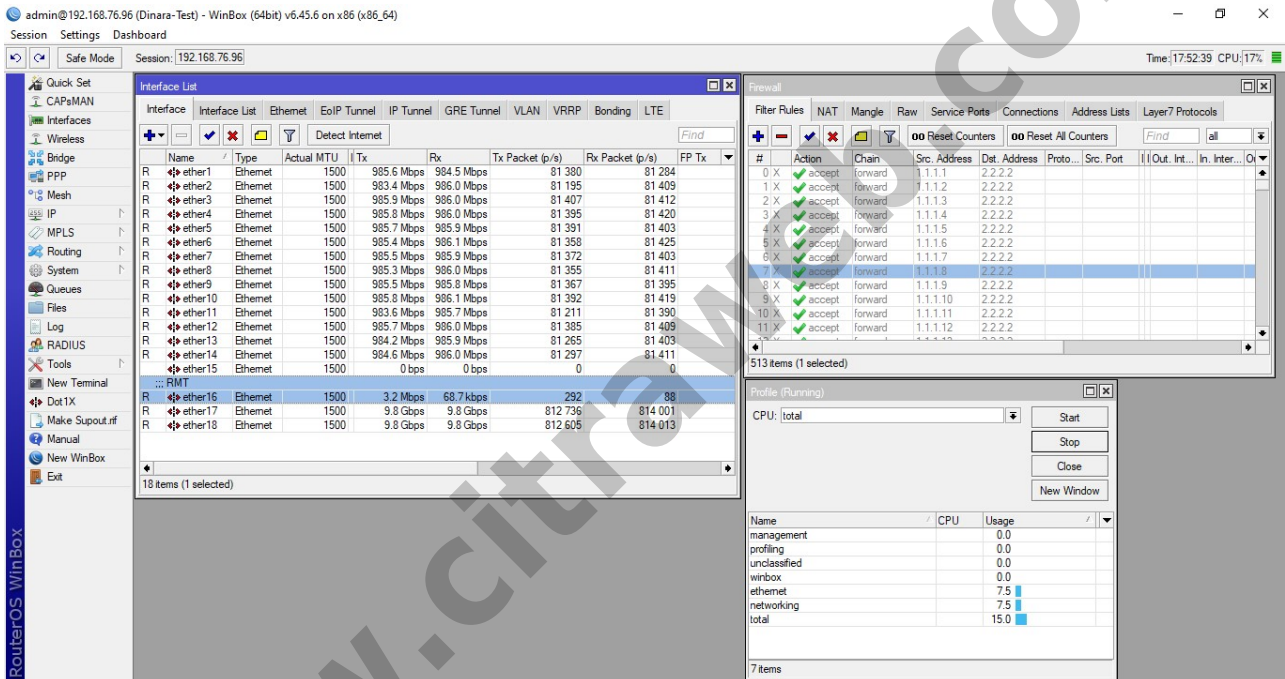 admin@192.168.76.96 (Dinara-Test) - WinBox (64bit) v6.45.6 on x86 (x86_64)
Session Settings Dashboard
Safe Mode Session: 192.168.76.96 Time: 17:52:39 CPU: 17%
Quick Set
CAPsMAN
Interfaces
Wireless
Bridge
PPP
Mesh
IP
MPLS
Routing
System
Queues
Files
Log
RADIUS
Tools
New Terminal
Dot1X
Make Supout.rif
Manual
New WinBox
Exit
RouterOS WinBox
Interface List
Interface Interface List Ethernet EoIP Tunnel IP Tunnel GRE Tunnel VLAN VRRP Bonding LTE
Detect Internet Find
Name Type Actual MTU Tx Rx Tx Packet (p/s) Rx Packet (p/s) FP Tx
R ether1 Ethernet 1500 985.6 Mbps 984.5 Mbps 81 380 81 284
R ether2 Ethernet 1500 983.4 Mbps 986.0 Mbps 81 195 81 409
R ether3 Ethernet 1500 985.9 Mbps 986.0 Mbps 81 407 81 412
R ether4 Ethernet 1500 985.8 Mbps 986.0 Mbps 81 395 81 420
R ether5 Ethernet 1500 985.7 Mbps 985.9 Mbps 81 391 81 403
R ether6 Ethernet 1500 985.4 Mbps 986.1 Mbps 81 358 81 425
R ether7 Ethernet 1500 985.5 Mbps 985.9 Mbps 81 372 81 403
R ether8 Ethernet 1500 985.3 Mbps 986.0 Mbps 81 355 81 411
R ether9 Ethernet 1500 985.5 Mbps 985.8 Mbps 81 367 81 395
R ether10 Ethernet 1500 985.8 Mbps 986.1 Mbps 81 392 81 419
R ether11 Ethernet 1500 983.6 Mbps 985.7 Mbps 81 211 81 390
R ether12 Ethernet 1500 985.7 Mbps 986.0 Mbps 81 385 81 409
R ether13 Ethernet 1500 984.2 Mbps 985.9 Mbps 81 265 81 403
R ether14 Ethernet 1500 984.6 Mbps 986.0 Mbps 81 297 81 411
ether15 Ethernet 1500 0 bps 0 bps 0 0
;;; RMT
R ether16 Ethernet 1500 3.2 Mbps 68.7 kbps 292 88
R ether17 Ethernet 1500 9.8 Gbps 9.8 Gbps 812 736 814 001
R ether18 Ethernet 1500 9.8 Gbps 9.8 Gbps 812 605 814 013
18 items (1 selected)
Firewall
Filter Rules NAT Mangle Raw Service Ports Connections Address Lists Layer7 Protocols
00 Reset Counters 00 Reset All Counters Find all
# Action Chain Src. Address Dst. Address Proto... Src. Port Out. Int... In. Inter...
0 X accept forward 1.1.1.1 2.2.2.2
1 X accept forward 1.1.1.2 2.2.2.2
2 X accept forward 1.1.1.3 2.2.2.2
3 X accept forward 1.1.1.4 2.2.2.2
4 X accept forward 1.1.1.5 2.2.2.2
5 X accept forward 1.1.1.6 2.2.2.2
6 X accept forward 1.1.1.7 2.2.2.2
7 X accept forward 1.1.1.8 2.2.2.2
8 X accept forward 1.1.1.9 2.2.2.2
9 X accept forward 1.1.1.10 2.2.2.2
10 X accept forward 1.1.1.11 2.2.2.2
11 X accept forward 1.1.1.12 2.2.2.2
513 items (1 selected)
Profile (Running)
CPU: total
Start
Stop
Close
New Window
Name CPU Usage
management 0.0
profiling 0.0
unclassified 0.0
winbox 0.0
ethernet 7.5
networking 7.5
total 15.0
7 items
w.citraweb.co